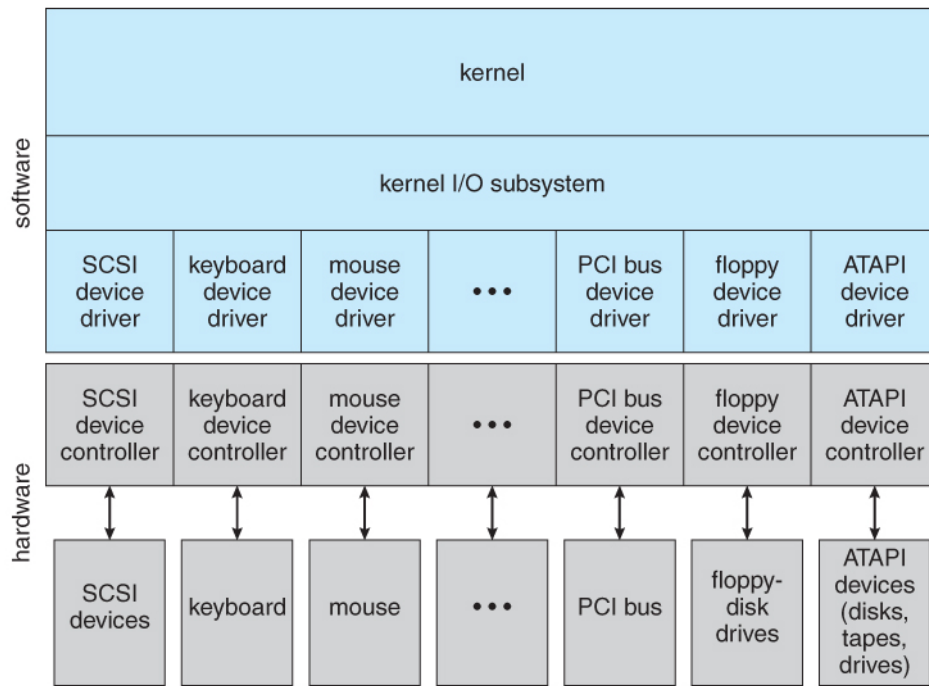 software
kernel
kernel I/O subsystem
SCSI
device
driver
keyboard
device
driver
mouse
device
driver
•••
PCI bus
device
driver
floppy
device
driver
ATAPI
device
driver
hardware
SCSI
device
controller
keyboard
device
controller
mouse
device
controller
•••
PCI bus
device
controller
floppy
device
controller
ATAPI
device
controller
SCSI
devices
keyboard
mouse
•••
PCI bus
floppy-
disk
drives
ATAPI
devices
(disks,
tapes,
drives)